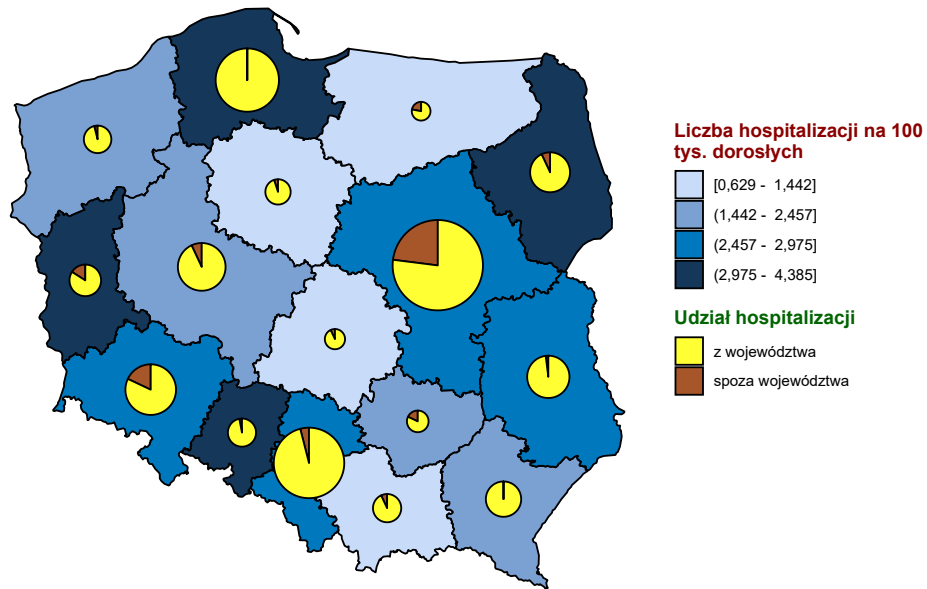 Liczba hospitalizacji na 100
tys. dorosłych
[0,629 - 1,442]
(1,442 - 2,457]
(2,457 - 2,975]
(2,975 - 4,385]
Udział hospitalizacji
z województwa
spoza województwa